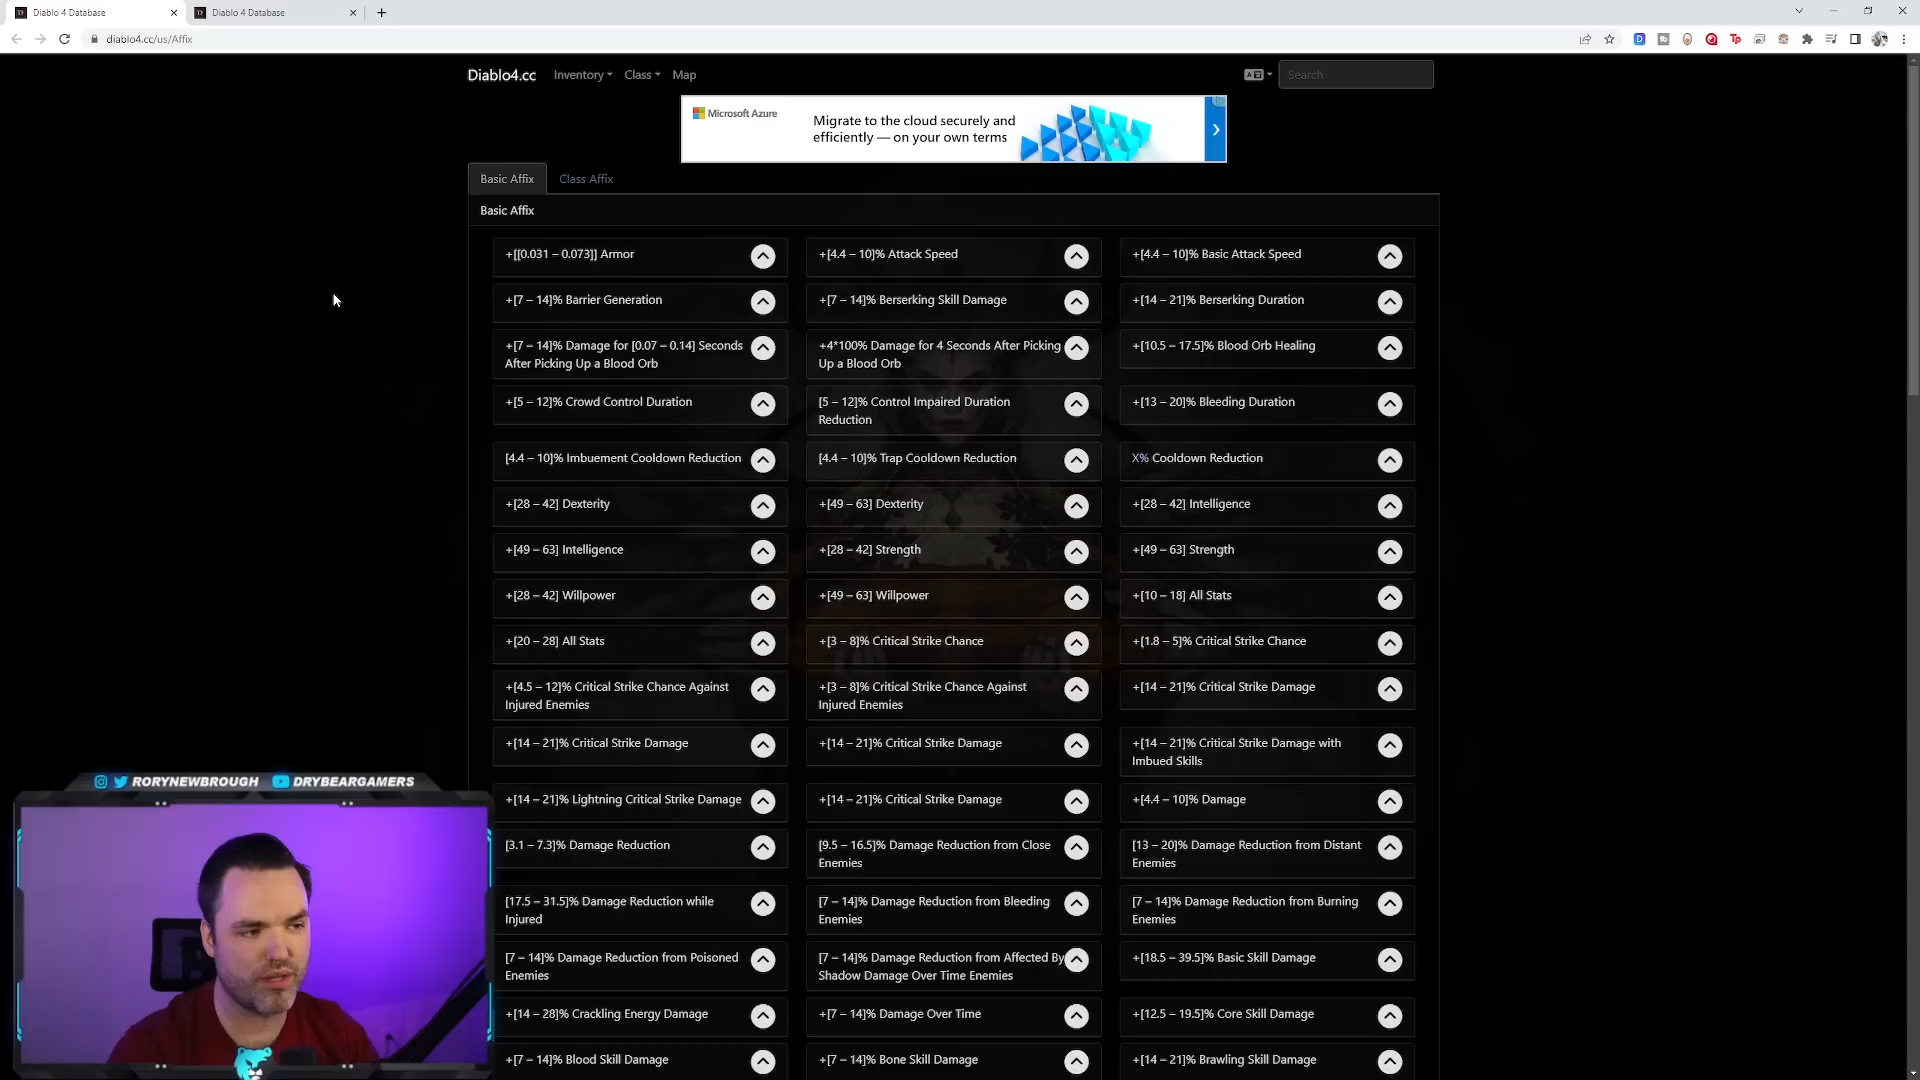 Diablo 4 Database
Diablo 4 Database
diablo4.cc/us/Affix
Diablo4.cc Inventory Class Map
Search
Microsoft Azure
Migrate to the cloud securely and
efficiently — on your own terms
Basic Affix Class Affix
Basic Affix
+[[0.031 – 0.073]] Armor
+[4.4 – 10]% Attack Speed
+[4.4 – 10]% Basic Attack Speed
+[7 – 14]% Barrier Generation
+[7 – 14]% Berserking Skill Damage
+[14 – 21]% Berserking Duration
+[7 – 14]% Damage for [0.07 – 0.14] Seconds
After Picking Up a Blood Orb
+4*100% Damage for 4 Seconds After Picking
Up a Blood Orb
+[10.5 – 17.5]% Blood Orb Healing
+[5 – 12]% Crowd Control Duration
[5 – 12]% Control Impaired Duration
Reduction
+[13 – 20]% Bleeding Duration
[4.4 – 10]% Imbuement Cooldown Reduction
[4.4 – 10]% Trap Cooldown Reduction
X% Cooldown Reduction
+[28 – 42] Dexterity
+[49 – 63] Dexterity
+[28 – 42] Intelligence
+[49 – 63] Intelligence
+[28 – 42] Strength
+[49 – 63] Strength
+[28 – 42] Willpower
+[49 – 63] Willpower
+[10 – 18] All Stats
+[20 – 28] All Stats
+[3 – 8]% Critical Strike Chance
+[1.8 – 5]% Critical Strike Chance
+[4.5 – 12]% Critical Strike Chance Against
Injured Enemies
+[3 – 8]% Critical Strike Chance Against
Injured Enemies
+[14 – 21]% Critical Strike Damage
+[14 – 21]% Critical Strike Damage
+[14 – 21]% Critical Strike Damage
+[14 – 21]% Critical Strike Damage with
Imbued Skills
+[14 – 21]% Lightning Critical Strike Damage
+[14 – 21]% Critical Strike Damage
+[4.4 – 10]% Damage
[3.1 – 7.3]% Damage Reduction
[9.5 – 16.5]% Damage Reduction from Close
Enemies
[13 – 20]% Damage Reduction from Distant
Enemies
[17.5 – 31.5]% Damage Reduction while
Injured
[7 – 14]% Damage Reduction from Bleeding
Enemies
[7 – 14]% Damage Reduction from Burning
Enemies
[7 – 14]% Damage Reduction from Poisoned
Enemies
[7 – 14]% Damage Reduction from Affected By
Shadow Damage Over Time Enemies
+[18.5 – 39.5]% Basic Skill Damage
+[14 – 28]% Crackling Energy Damage
+[7 – 14]% Damage Over Time
+[12.5 – 19.5]% Core Skill Damage
+[7 – 14]% Blood Skill Damage
+[7 – 14]% Bone Skill Damage
+[14 – 21]% Brawling Skill Damage
RORYNEWBROUGH DRYBEARGAMERS